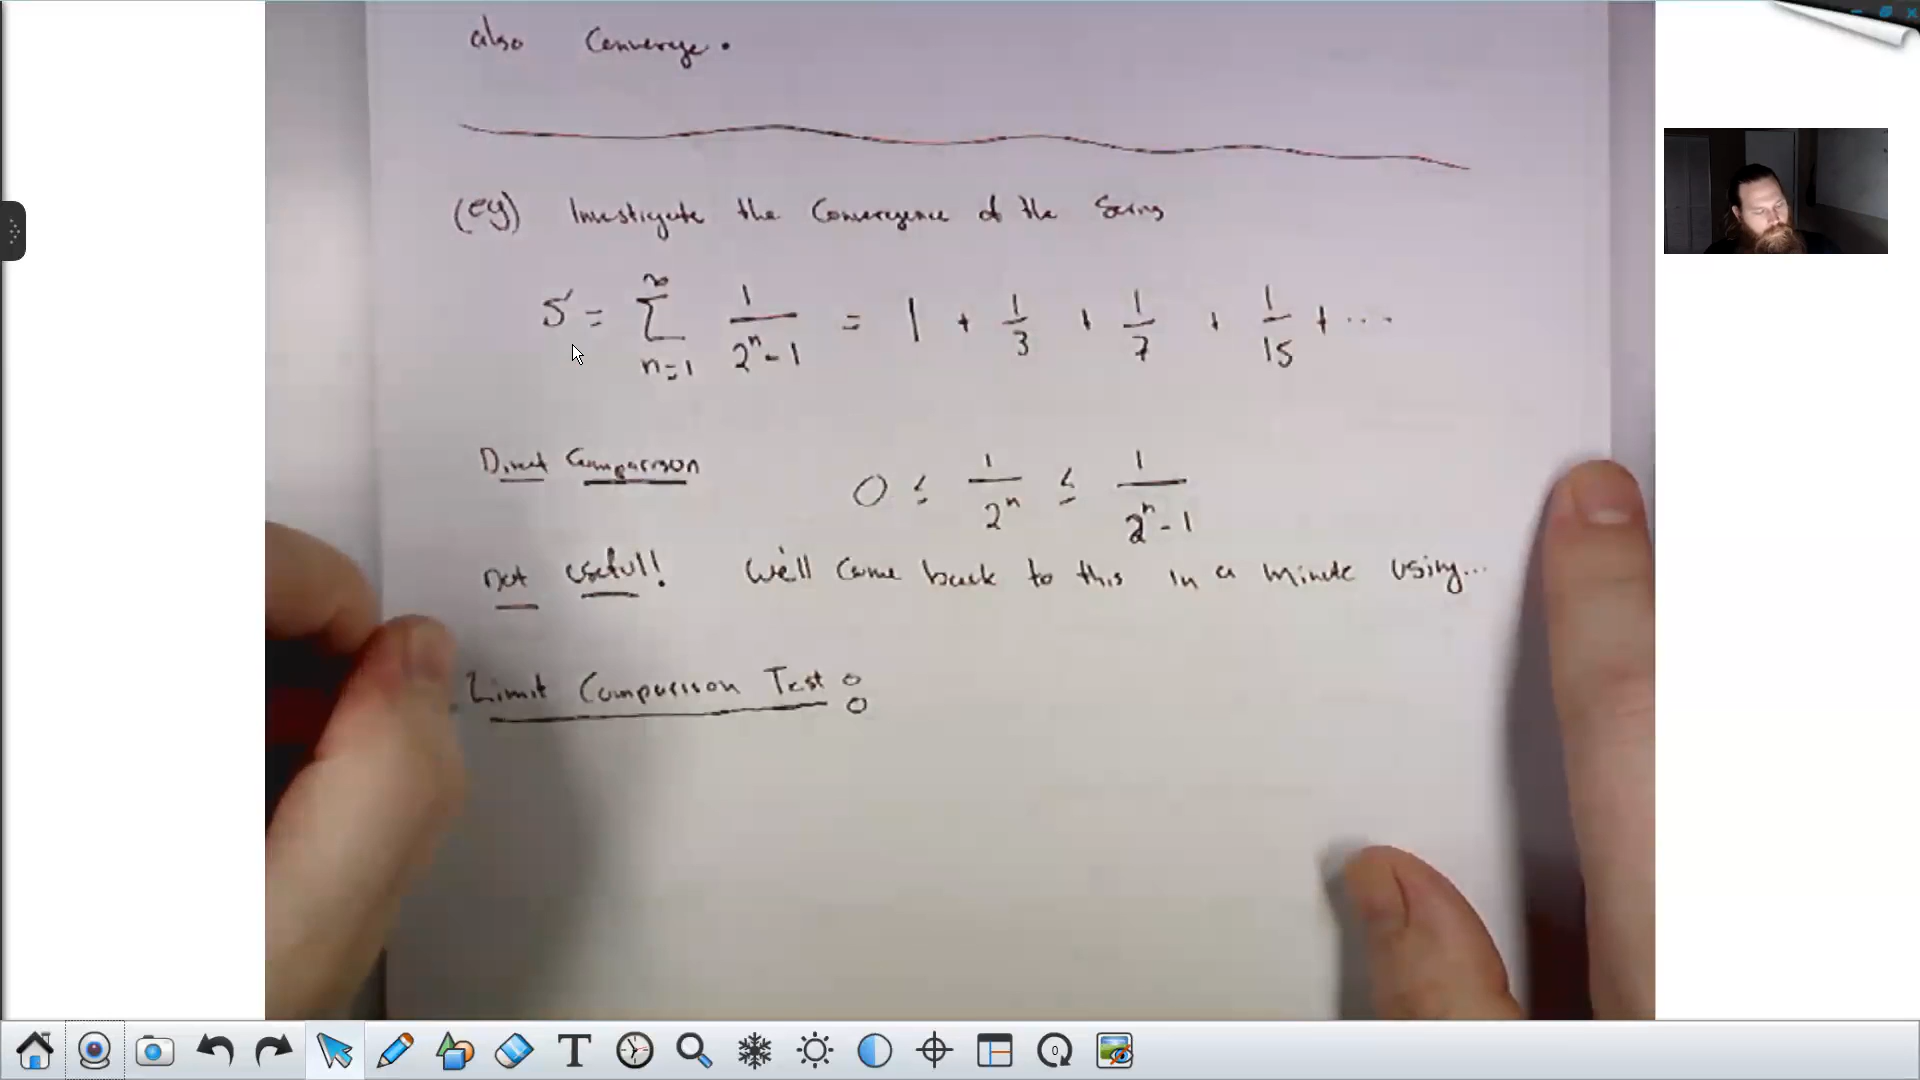 also Converge.
(eg) Investigate the Convergence of the Series
S = ∑_{n=1}^{∞} 1/(2^n - 1) = 1 + 1/3 + 1/7 + 1/15 + ...
Direct Comparison 0 ≤ 1/2^n ≤ 1/(2^n - 1)
not useful! We'll come back to this in a minute using...
Limit Comparison Test:
T
0